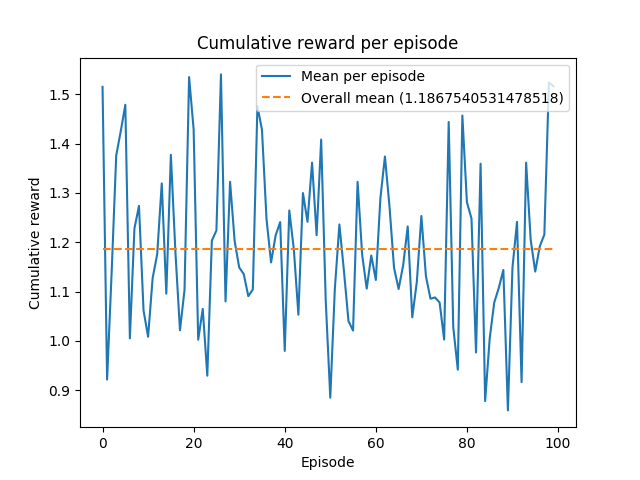 Cumulative reward per episode
Mean per episode
Overall mean (1.1867540531478518)
Cumulative reward
1.5
1.4
1.3
1.2
1.1
1.0
0.9
0 20 40 60 80 100
Episode